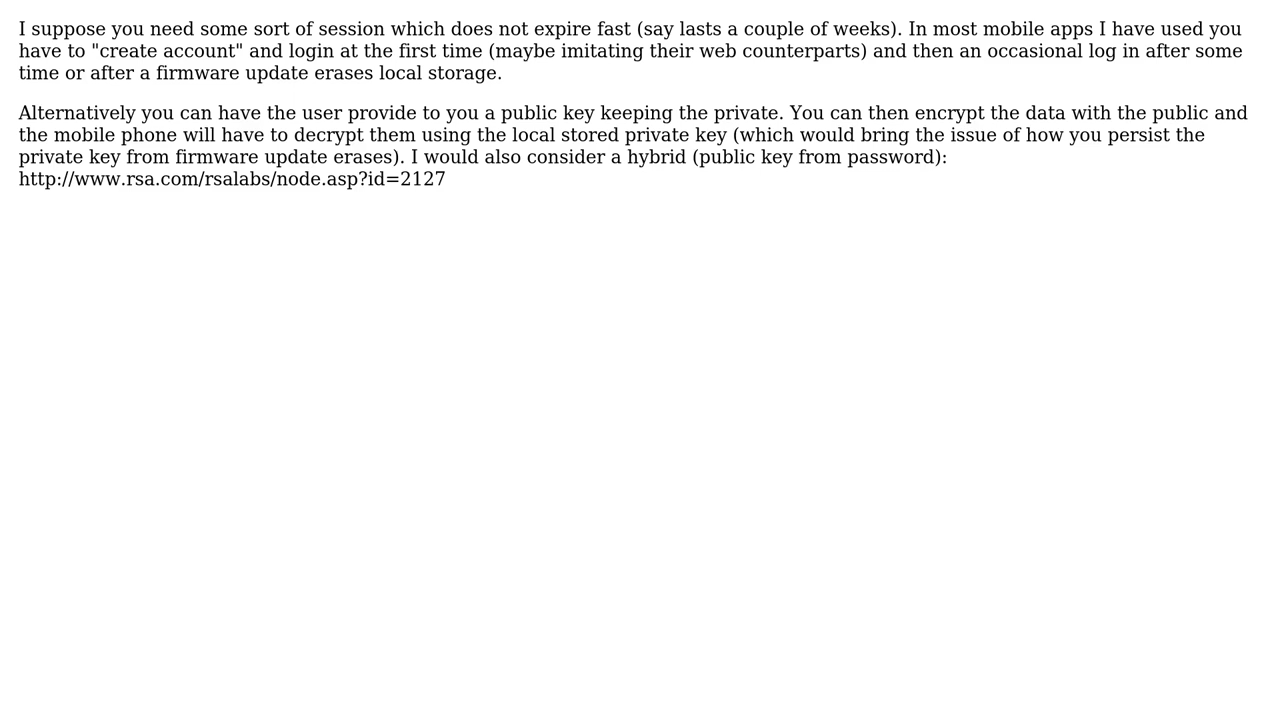 I suppose you need some sort of session which does not expire fast (say lasts a couple of weeks). In most mobile apps I have used you
have to "create account" and login at the first time (maybe imitating their web counterparts) and then an occasional log in after some
time or after a firmware update erases local storage.
Alternatively you can have the user provide to you a public key keeping the private. You can then encrypt the data with the public and
the mobile phone will have to decrypt them using the local stored private key (which would bring the issue of how you persist the
private key from firmware update erases). I would also consider a hybrid (public key from password):
http://www.rsa.com/rsalabs/node.asp?id=2127